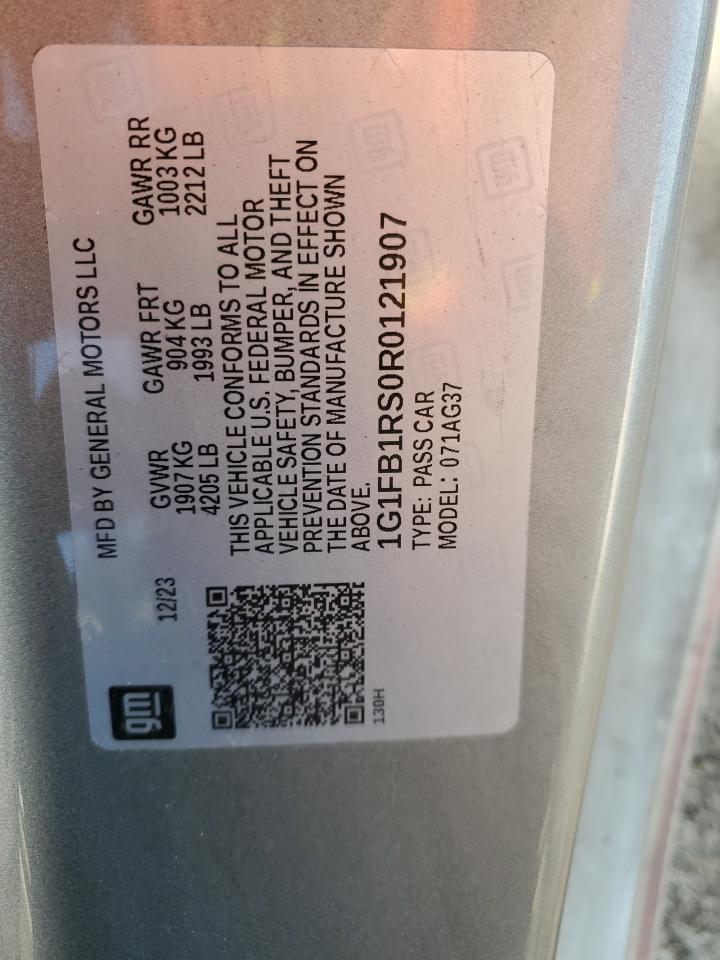 gm
12/23
MFD BY GENERAL MOTORS LLC
GVWR GAWR FRT GAWR RR
1907 KG 904 KG 1003 KG
4205 LB 1993 LB 2212 LB
THIS VEHICLE CONFORMS TO ALL
APPLICABLE U.S. FEDERAL MOTOR
VEHICLE SAFETY, BUMPER, AND THEFT
PREVENTION STANDARDS IN EFFECT ON
THE DATE OF MANUFACTURE SHOWN
ABOVE.
1G1FB1RS0R0121907
TYPE: PASS CAR
MODEL: 071AG37
130H